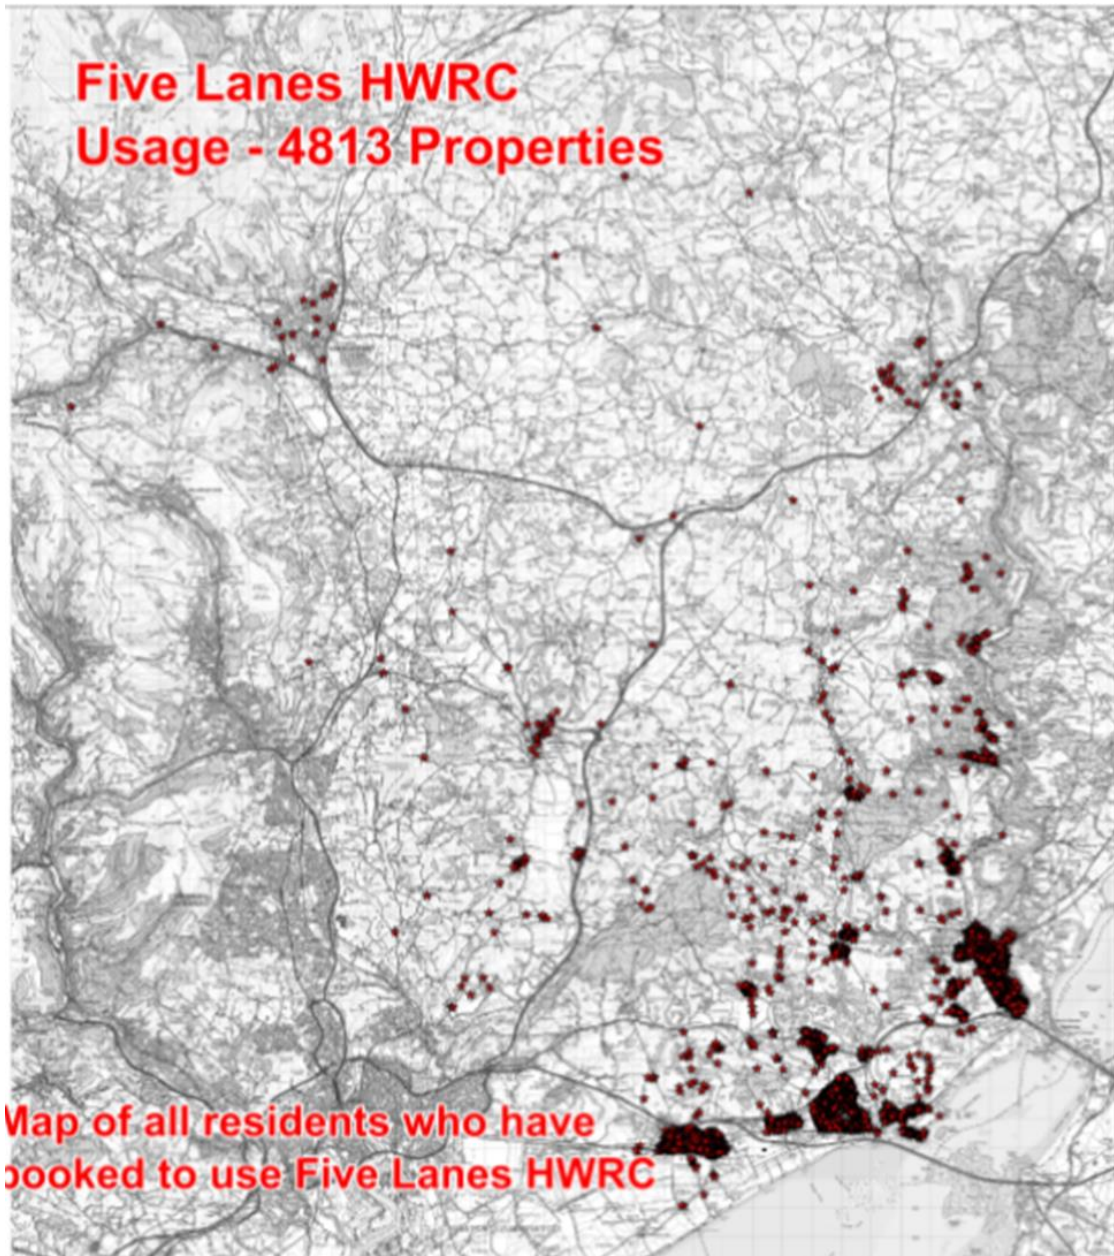 Five Lanes HWRC
Usage - 4813 Properties
Map of all residents who have
booked to use Five Lanes HWRC